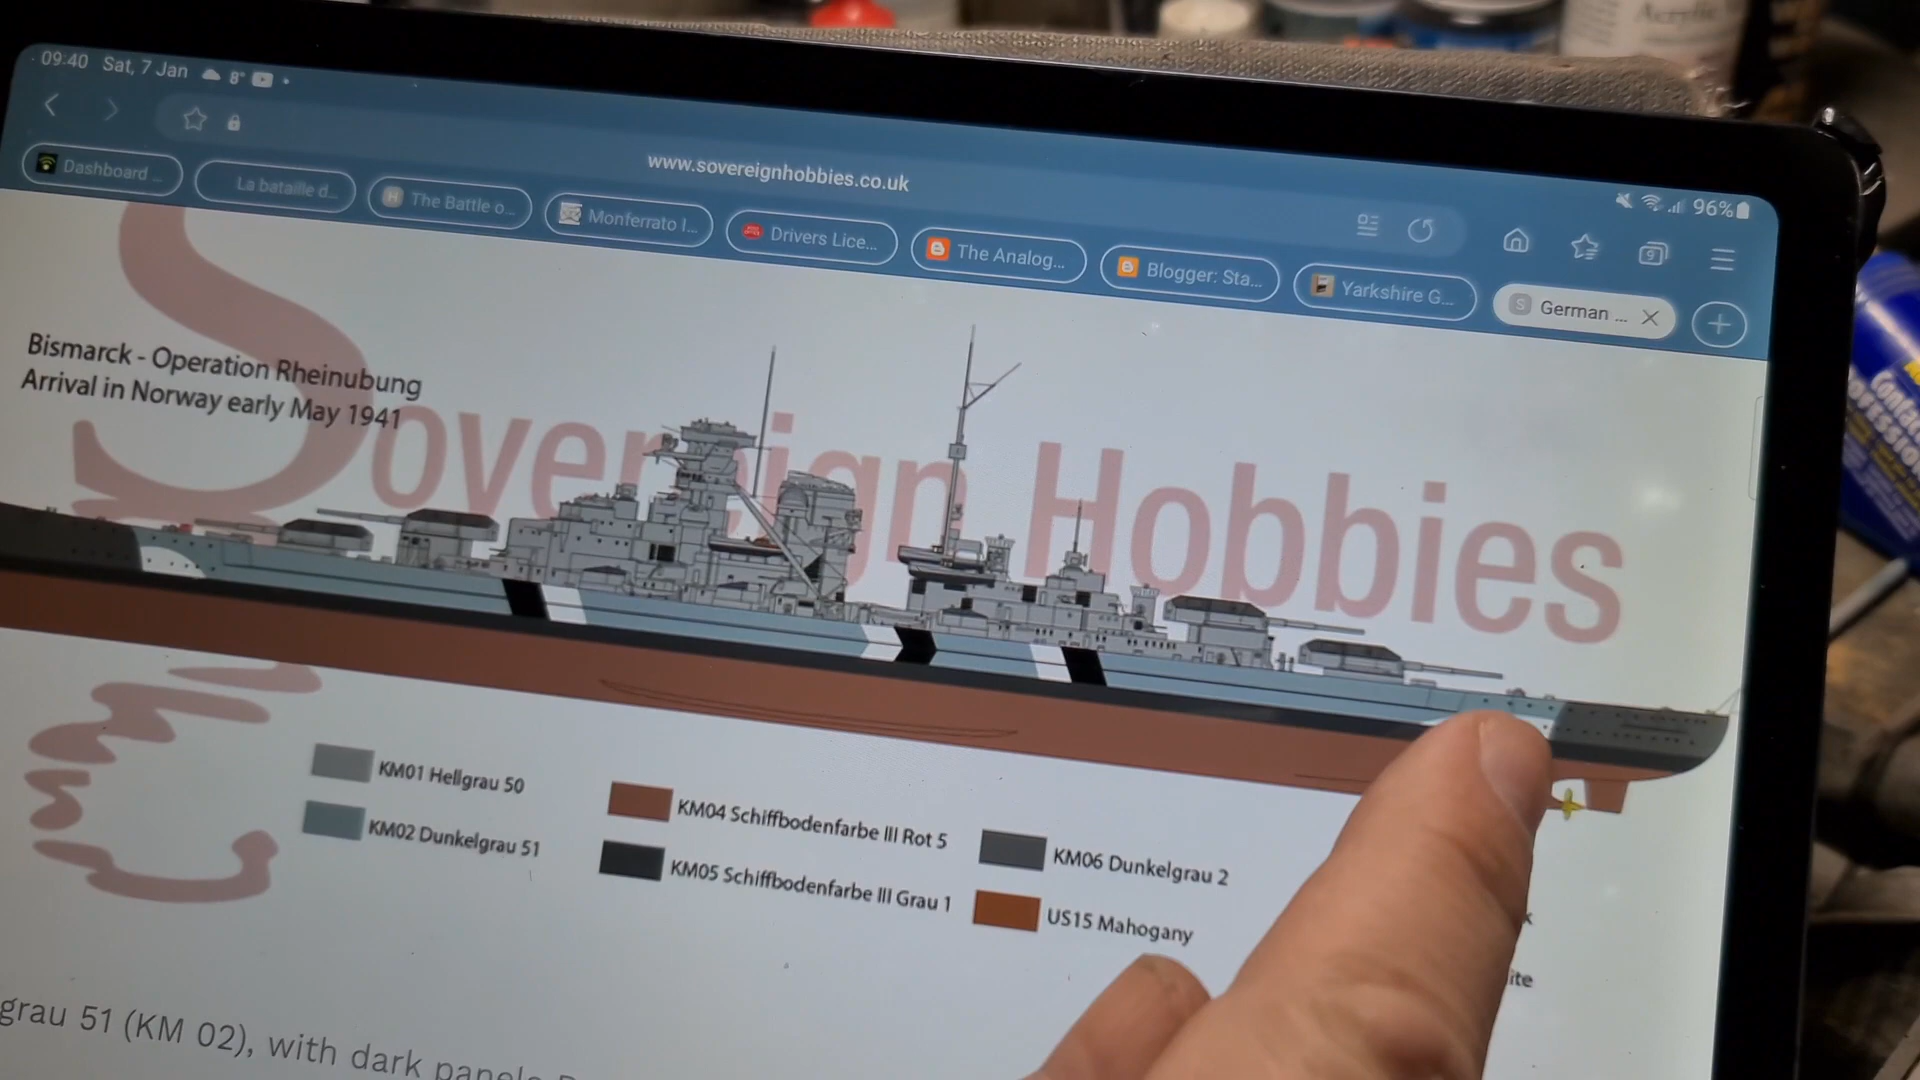 09:40 Sat, 7 Jan 8°
96%
www.sovereignhobbies.co.uk
9
Dashboard ...
La bataille d...
H The Battle o...
Monferrato I...
Drivers Lice...
The Analog...
Blogger: Sta...
Yarkshire G...
S German ...
Bismarck - Operation Rheinubung
Arrival in Norway early May 1941
Sovereign Hobbies
KM01 Hellgrau 50
KM02 Dunkelgrau 51
KM04 Schiffbodenfarbe III Rot 5
KM05 Schiffbodenfarbe III Grau 1
KM06 Dunkelgrau 2
US15 Mahogany
grau 51 (KM 02), with dark panels
Acrylic